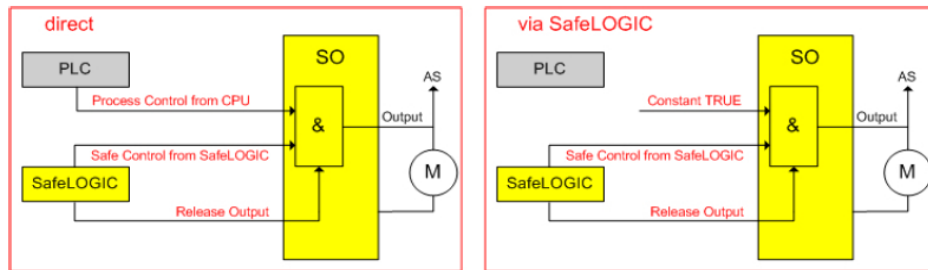 direct
PLC
Process Control from CPU
SO
AS
&
Output
Safe Control from SafeLOGIC
SafeLOGIC
M
Release Output
via SafeLOGIC
PLC
Constant TRUE
SO
AS
&
Output
Safe Control from SafeLOGIC
SafeLOGIC
M
Release Output